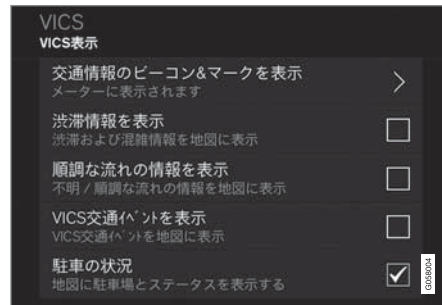 VICS
VICS表示
交通情報のビーコン&マークを表示
メーターに表示されます
渋滞情報を表示
渋滞および混雑情報を地図に表示
順調な流れの情報を表示
不明 / 順調な流れの情報を地図に表示
VICS交通ｲﾍﾞﾝﾄを表示
VICS交通ｲﾍﾞﾝﾄを地図に表示
駐車の状況
地図に駐車場とステータスを表示する
G058004